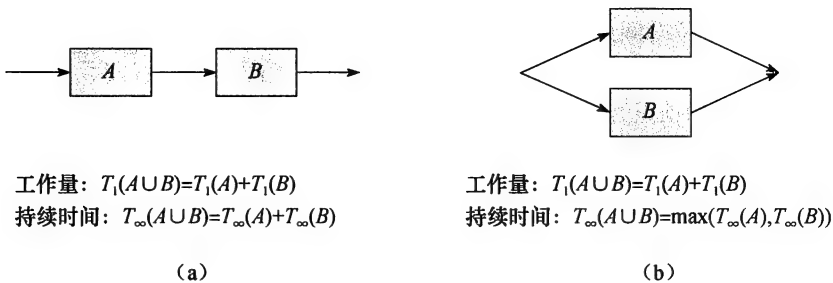 A
B
工作量：T₁(A∪B)=T₁(A)+T₁(B)
持续时间：T∞(A∪B)=T∞(A)+T∞(B)
（a）
A
B
工作量：T₁(A∪B)=T₁(A)+T₁(B)
持续时间：T∞(A∪B)=max(T∞(A),T∞(B))
（b）